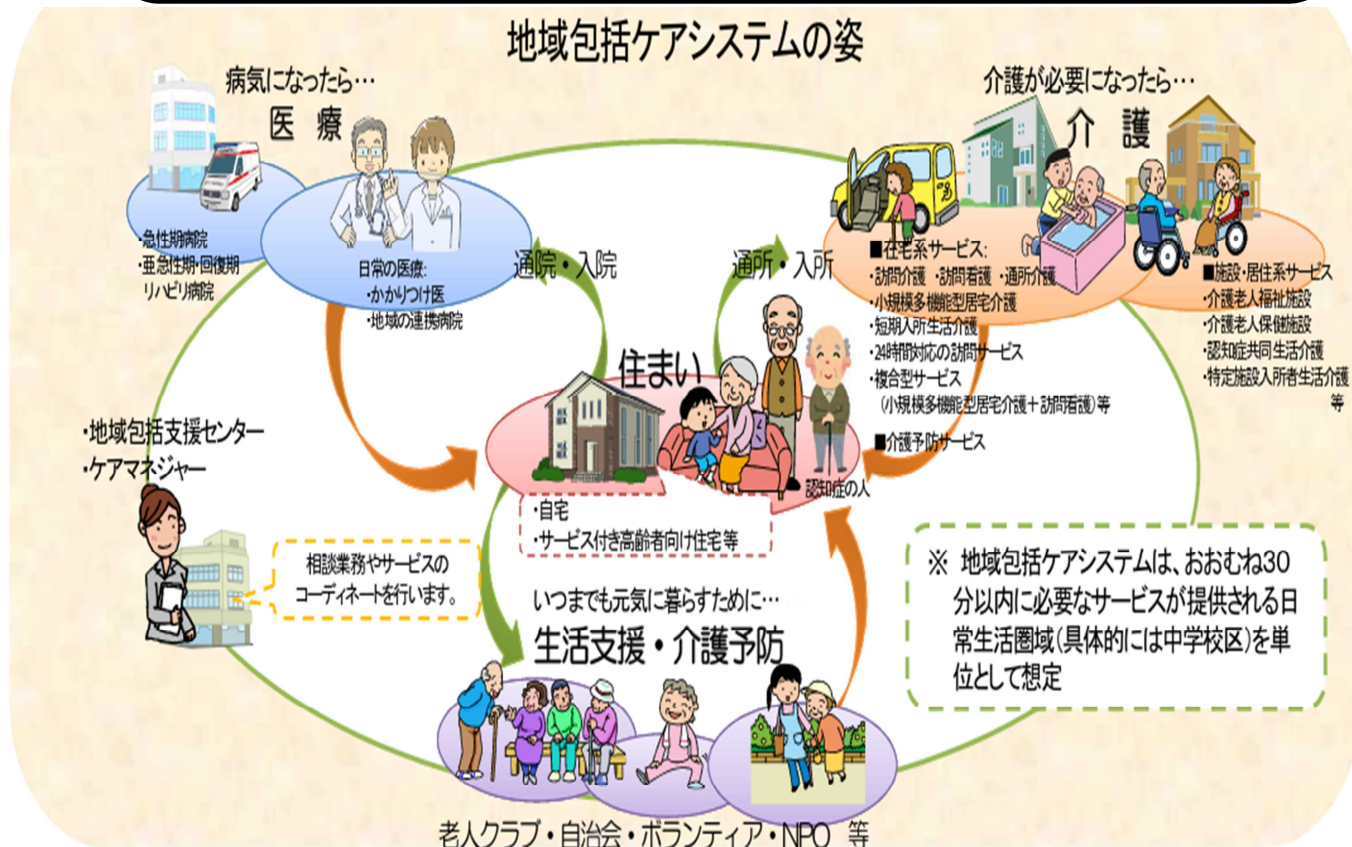 地域包括ケアシステムの姿
病気になったら…
医 療
・急性期病院
・亜急性期・回復期
リハビリ病院
日常の医療:
・かかりつけ医
・地域の連携病院
通院・入院
通所・入所
介護が必要になったら…
介 護
■在宅系サービス:
・訪問介護 ・訪問看護 ・通所介護
・小規模多機能型居宅介護
・短期入所生活介護
・24時間対応の訪問サービス
・複合型サービス
(小規模多機能型居宅介護+訪問看護)等
■介護予防サービス
■施設・居住系サービス
・介護老人福祉施設
・介護老人保健施設
・認知症共同生活介護
・特定施設入所者生活介護
等
住まい
認知症の人
・自宅
・サービス付き高齢者向け住宅等
・地域包括支援センター
・ケアマネジャー
相談業務やサービスの
コーディネートを行います。
いつまでも元気に暮らすために…
生活支援・介護予防
老人クラブ・自治会・ボランティア・NPO 等
※ 地域包括ケアシステムは、おおむね30
分以内に必要なサービスが提供される日
常生活圏域(具体的には中学校区)を単
位として想定